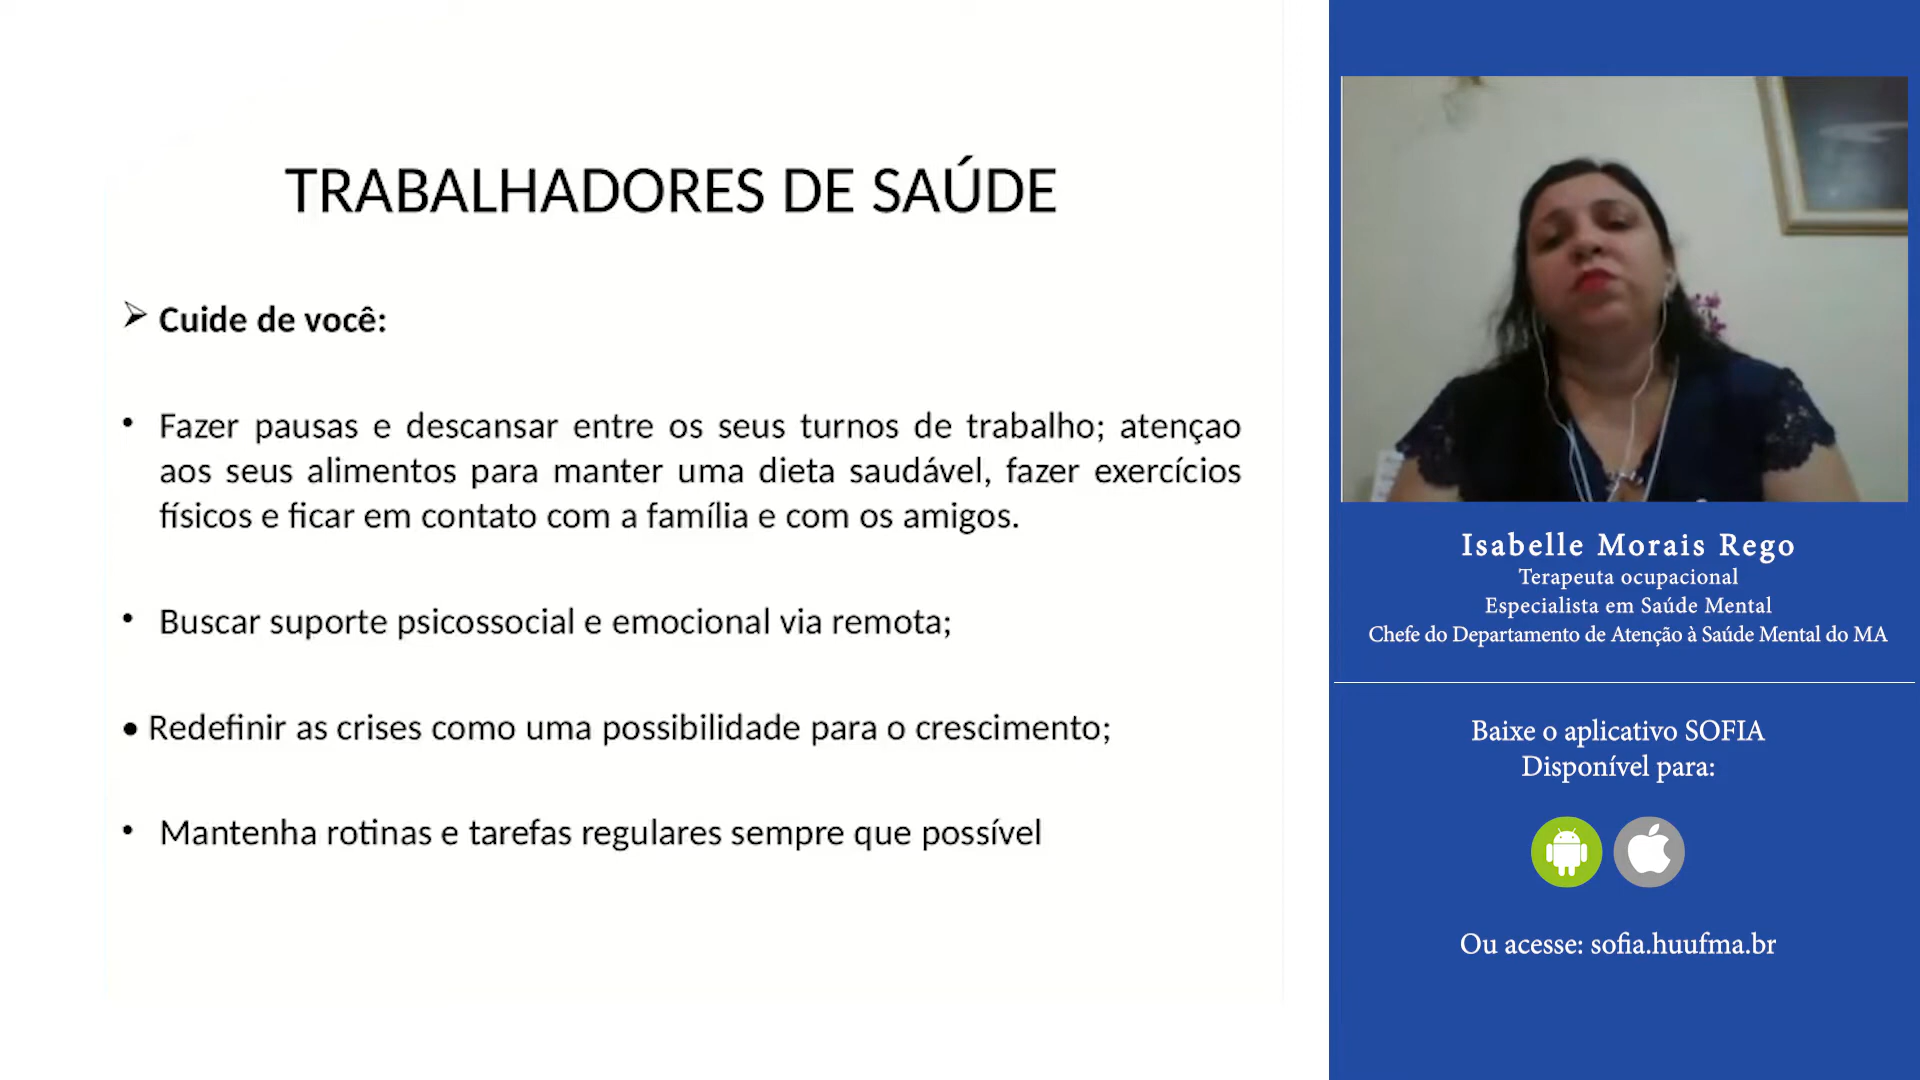 TRABALHADORES DE SAÚDE
➢ Cuide de você:
• Fazer pausas e descansar entre os seus turnos de trabalho; atençao
aos seus alimentos para manter uma dieta saudável, fazer exercícios
físicos e ficar em contato com a família e com os amigos.
• Buscar suporte psicossocial e emocional via remota;
• Redefinir as crises como uma possibilidade para o crescimento;
• Mantenha rotinas e tarefas regulares sempre que possível
Isabelle Morais Rego
Terapeuta ocupacional
Especialista em Saúde Mental
Chefe do Departamento de Atenção à Saúde Mental do MA
Baixe o aplicativo SOFIA
Disponível para:
Ou acesse: sofia.huufma.br